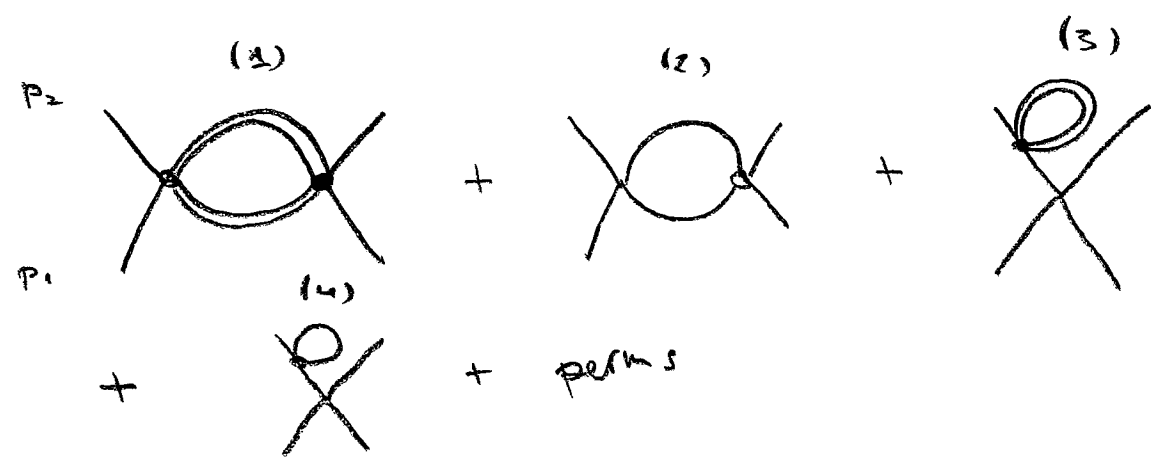 (1) (2) (3)
p₂ + +
p₁
(4)
+ + perms